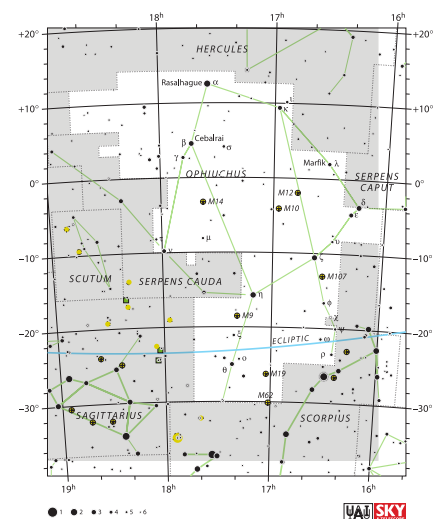 18h 17h 16h
+20° +20°
HERCULES
Rasalhague α
+10° +10°
κ ι
β Cebalrai
σ
γ
Marfik λ
OPHIUCHUS
SERPENS
CAPUT
0° 0°
M12
M14
M10
δ
ε
μ
υ
ν
ζ
-10° -10°
SCUTUM
SERPENS CAUDA
M107
η
φ
M9
χ
ψ
-20° -20°
ξ
ECLIPTIC
ω
ο
ρ
θ
M19
M62
SAGITTARIUS
SCORPIUS
-30° -30°
19h 18h 17h 16h
1 2 3 4 5 6
IAU SKY